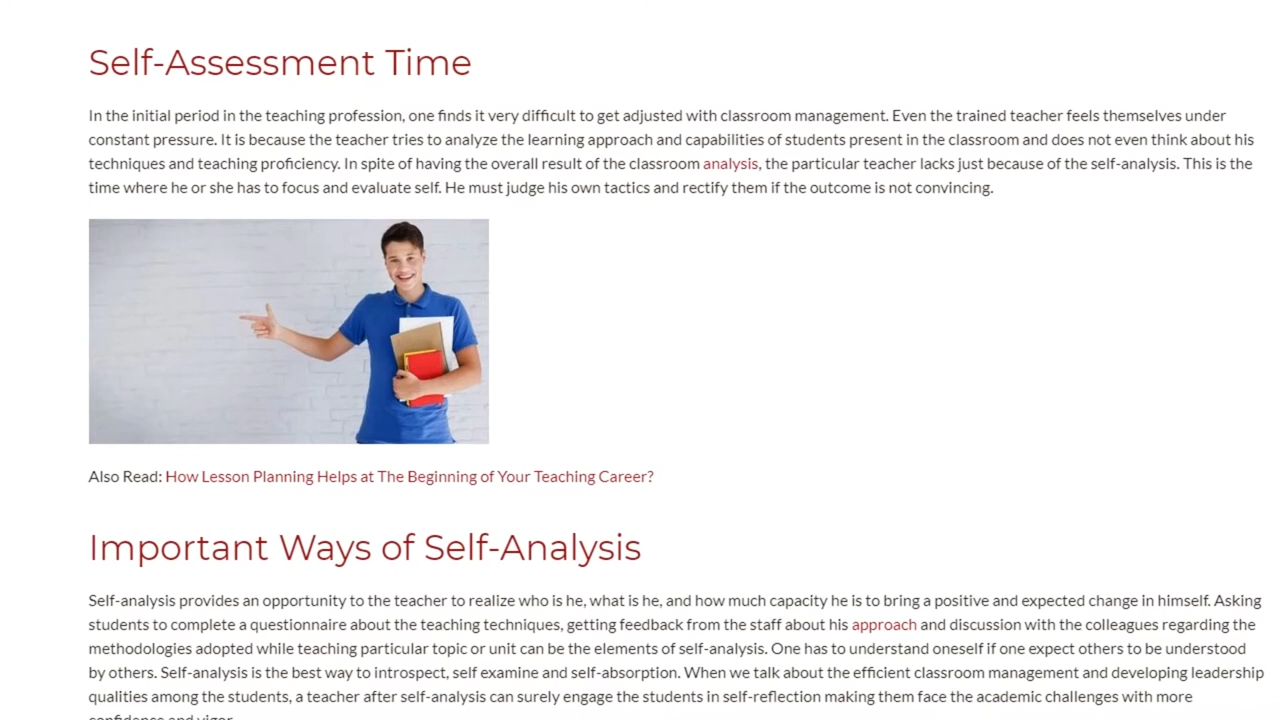 Self-Assessment Time
In the initial period in the teaching profession, one finds it very difficult to get adjusted with classroom management. Even the trained teacher feels themselves under
constant pressure. It is because the teacher tries to analyze the learning approach and capabilities of students present in the classroom and does not even think about his
techniques and teaching proficiency. In spite of having the overall result of the classroom analysis, the particular teacher lacks just because of the self-analysis. This is the
time where he or she has to focus and evaluate self. He must judge his own tactics and rectify them if the outcome is not convincing.
Also Read: How Lesson Planning Helps at The Beginning of Your Teaching Career?
Important Ways of Self-Analysis
Self-analysis provides an opportunity to the teacher to realize who is he, what is he, and how much capacity he is to bring a positive and expected change in himself. Asking
students to complete a questionnaire about the teaching techniques, getting feedback from the staff about his approach and discussion with the colleagues regarding the
methodologies adopted while teaching particular topic or unit can be the elements of self-analysis. One has to understand oneself if one expect others to be understood
by others. Self-analysis is the best way to introspect, self examine and self-absorption. When we talk about the efficient classroom management and developing leadership
qualities among the students, a teacher after self-analysis can surely engage the students in self-reflection making them face the academic challenges with more
confidence and vigor.